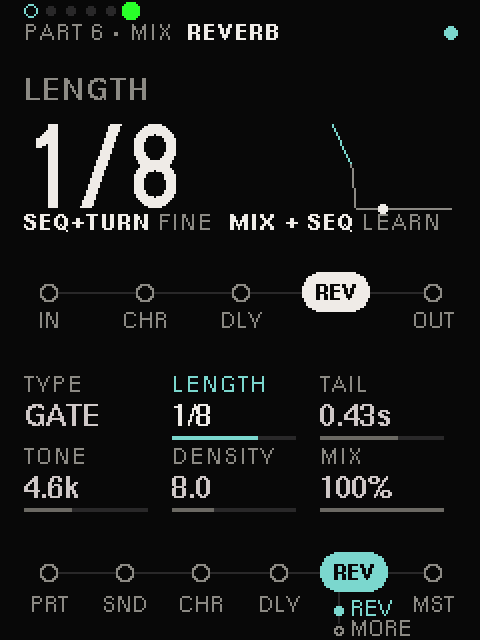 PART 6 · MIX REVERB
LENGTH
1/8
SEQ+TURN FINE MIX + SEQ LEARN
REV
IN CHR DLY OUT
TYPE LENGTH TAIL
GATE 1/8 0.43s
TONE DENSITY MIX
4.6k 8.0 100%
REV
PRT SND CHR DLY REV MST
MORE